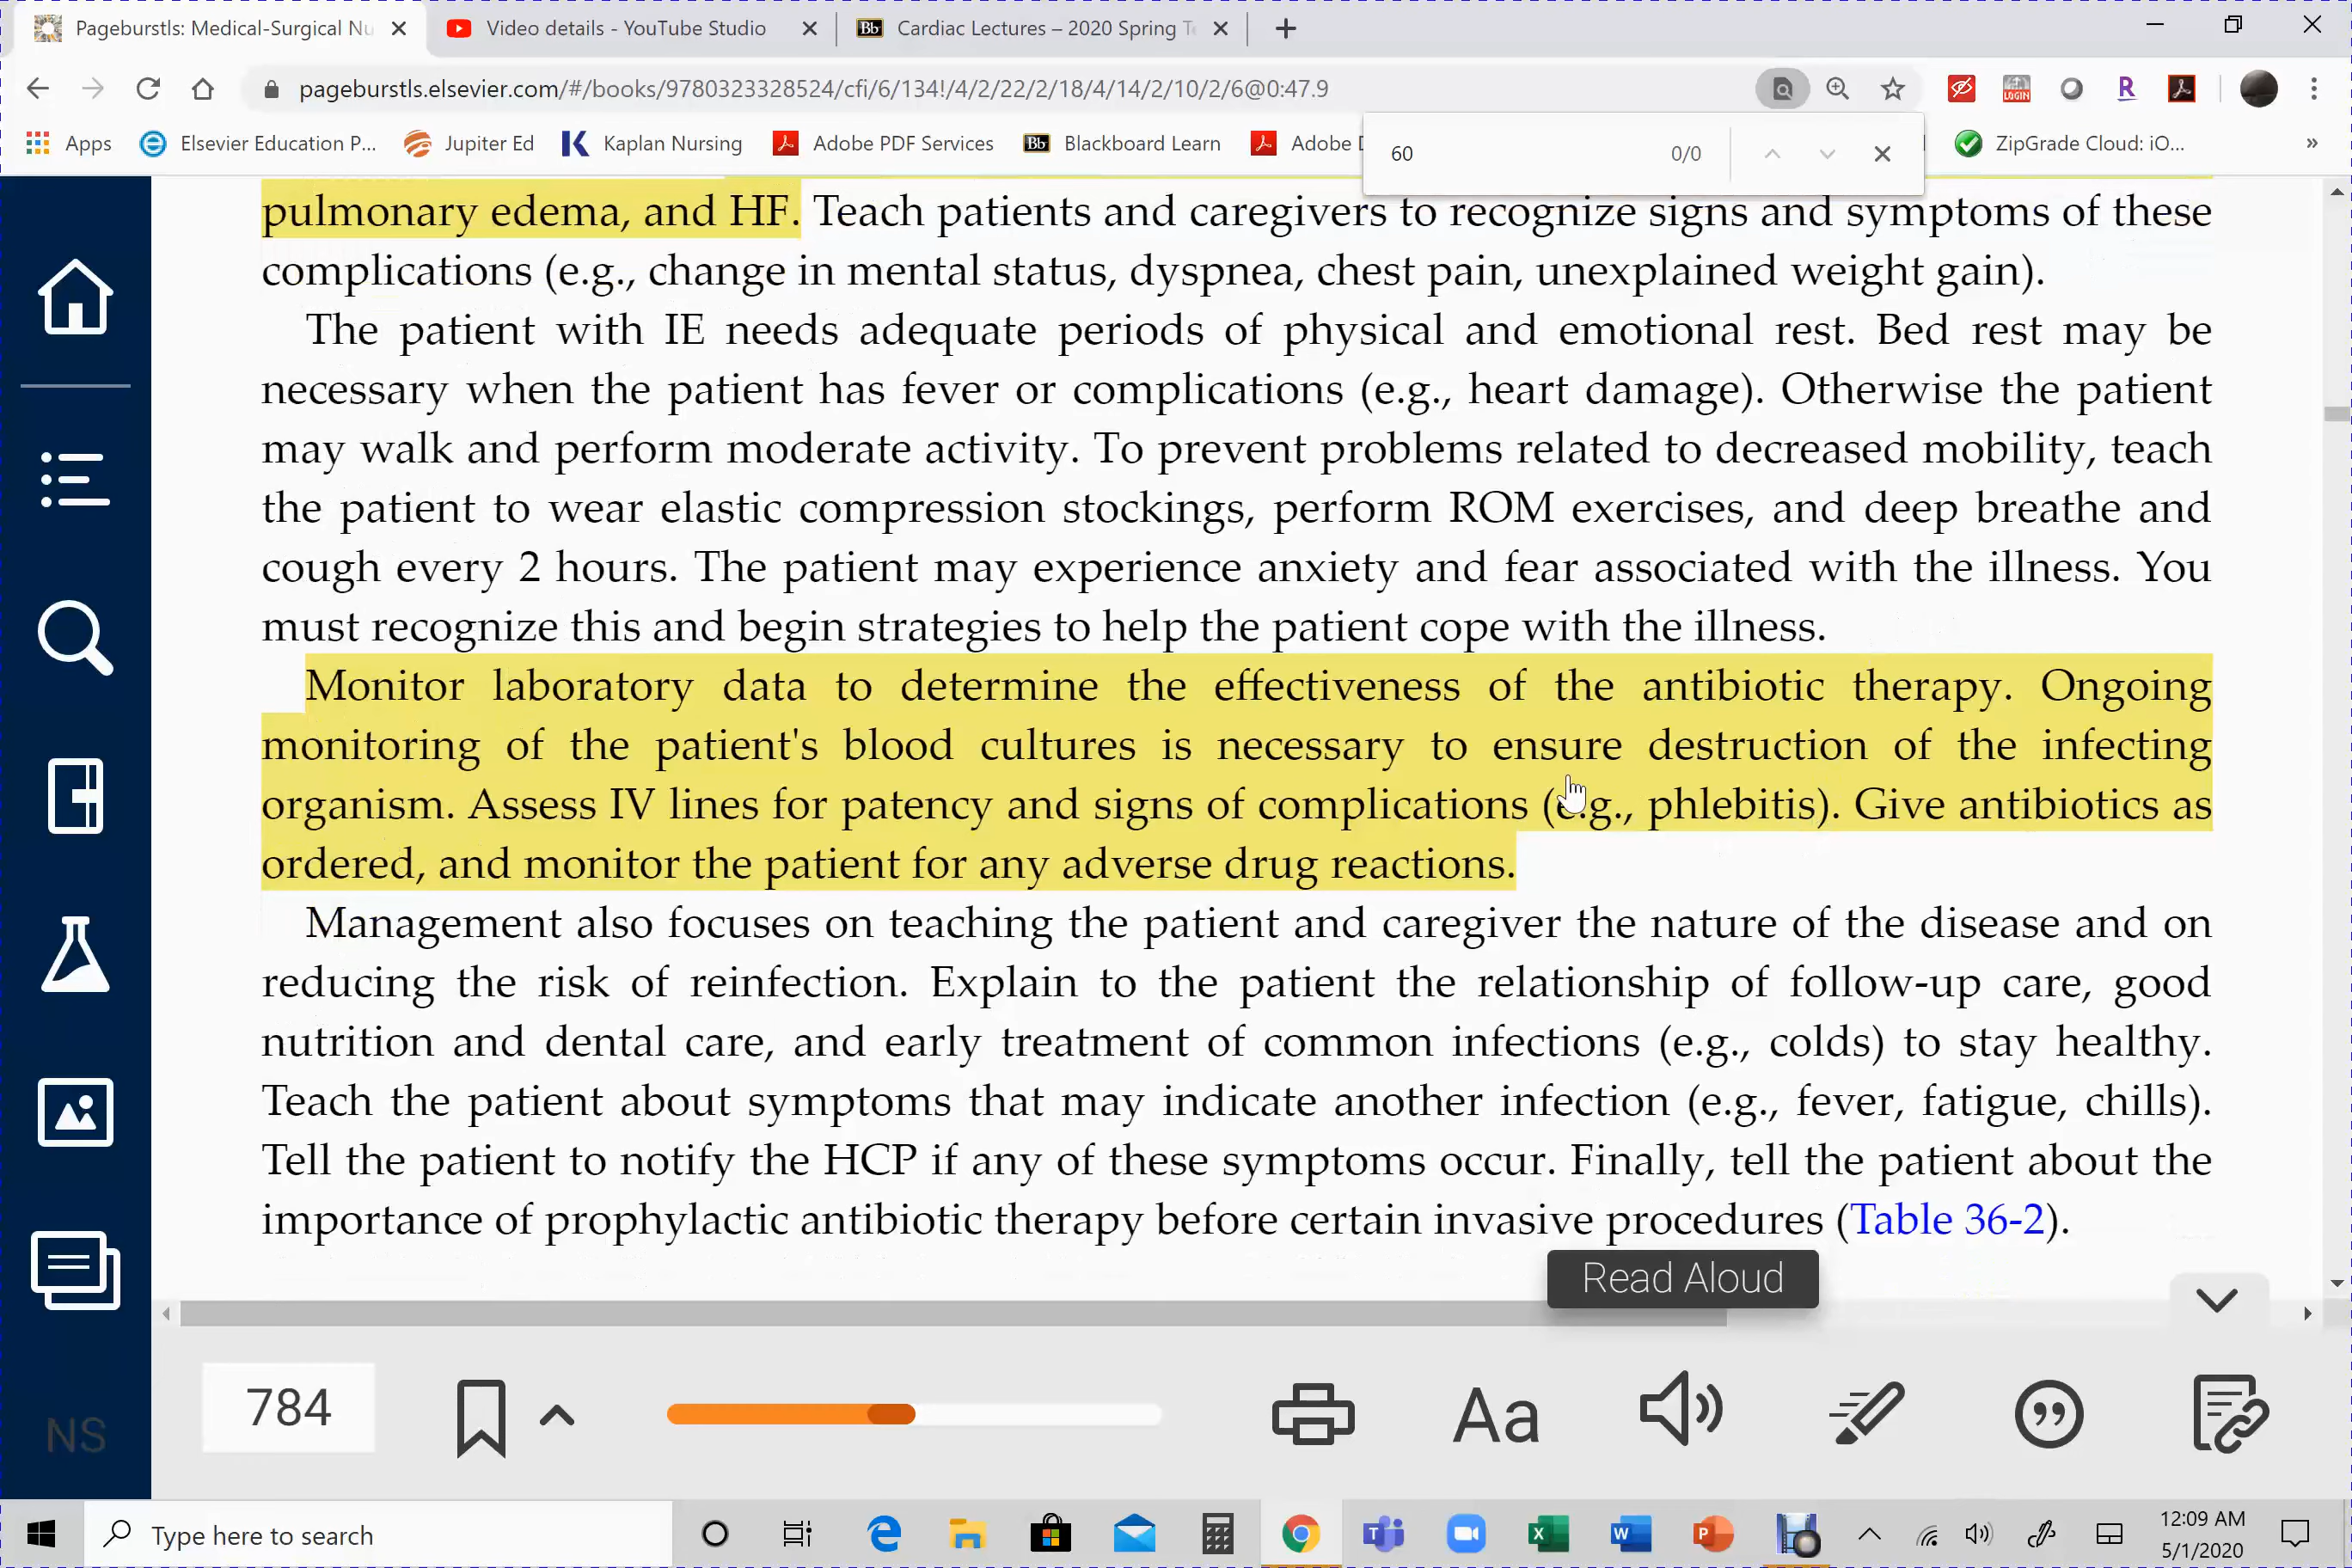 Pageburstls: Medical-Surgical Nu
Video details - YouTube Studio
Bb Cardiac Lectures – 2020 Spring Te
pageburstls.elsevier.com/#/books/9780323328524/cfi/6/134!/4/2/22/2/18/4/14/2/10/2/6@0:47.9
LOGIN
R
Apps
Elsevier Education P...
Jupiter Ed
Kaplan Nursing
Adobe PDF Services
Bb Blackboard Learn
Adobe
ZipGrade Cloud: iO...
»
60
0/0
pulmonary edema, and HF. Teach patients and caregivers to recognize signs and symptoms of these
complications (e.g., change in mental status, dyspnea, chest pain, unexplained weight gain).
The patient with IE needs adequate periods of physical and emotional rest. Bed rest may be
necessary when the patient has fever or complications (e.g., heart damage). Otherwise the patient
may walk and perform moderate activity. To prevent problems related to decreased mobility, teach
the patient to wear elastic compression stockings, perform ROM exercises, and deep breathe and
cough every 2 hours. The patient may experience anxiety and fear associated with the illness. You
must recognize this and begin strategies to help the patient cope with the illness.
Monitor laboratory data to determine the effectiveness of the antibiotic therapy. Ongoing
monitoring of the patient's blood cultures is necessary to ensure destruction of the infecting
organism. Assess IV lines for patency and signs of complications (e.g., phlebitis). Give antibiotics as
ordered, and monitor the patient for any adverse drug reactions.
Management also focuses on teaching the patient and caregiver the nature of the disease and on
reducing the risk of reinfection. Explain to the patient the relationship of follow-up care, good
nutrition and dental care, and early treatment of common infections (e.g., colds) to stay healthy.
Teach the patient about symptoms that may indicate another infection (e.g., fever, fatigue, chills).
Tell the patient to notify the HCP if any of these symptoms occur. Finally, tell the patient about the
importance of prophylactic antibiotic therapy before certain invasive procedures (Table 36-2).
Read Aloud
784
Aa
NS
Type here to search
12:09 AM
5/1/2020